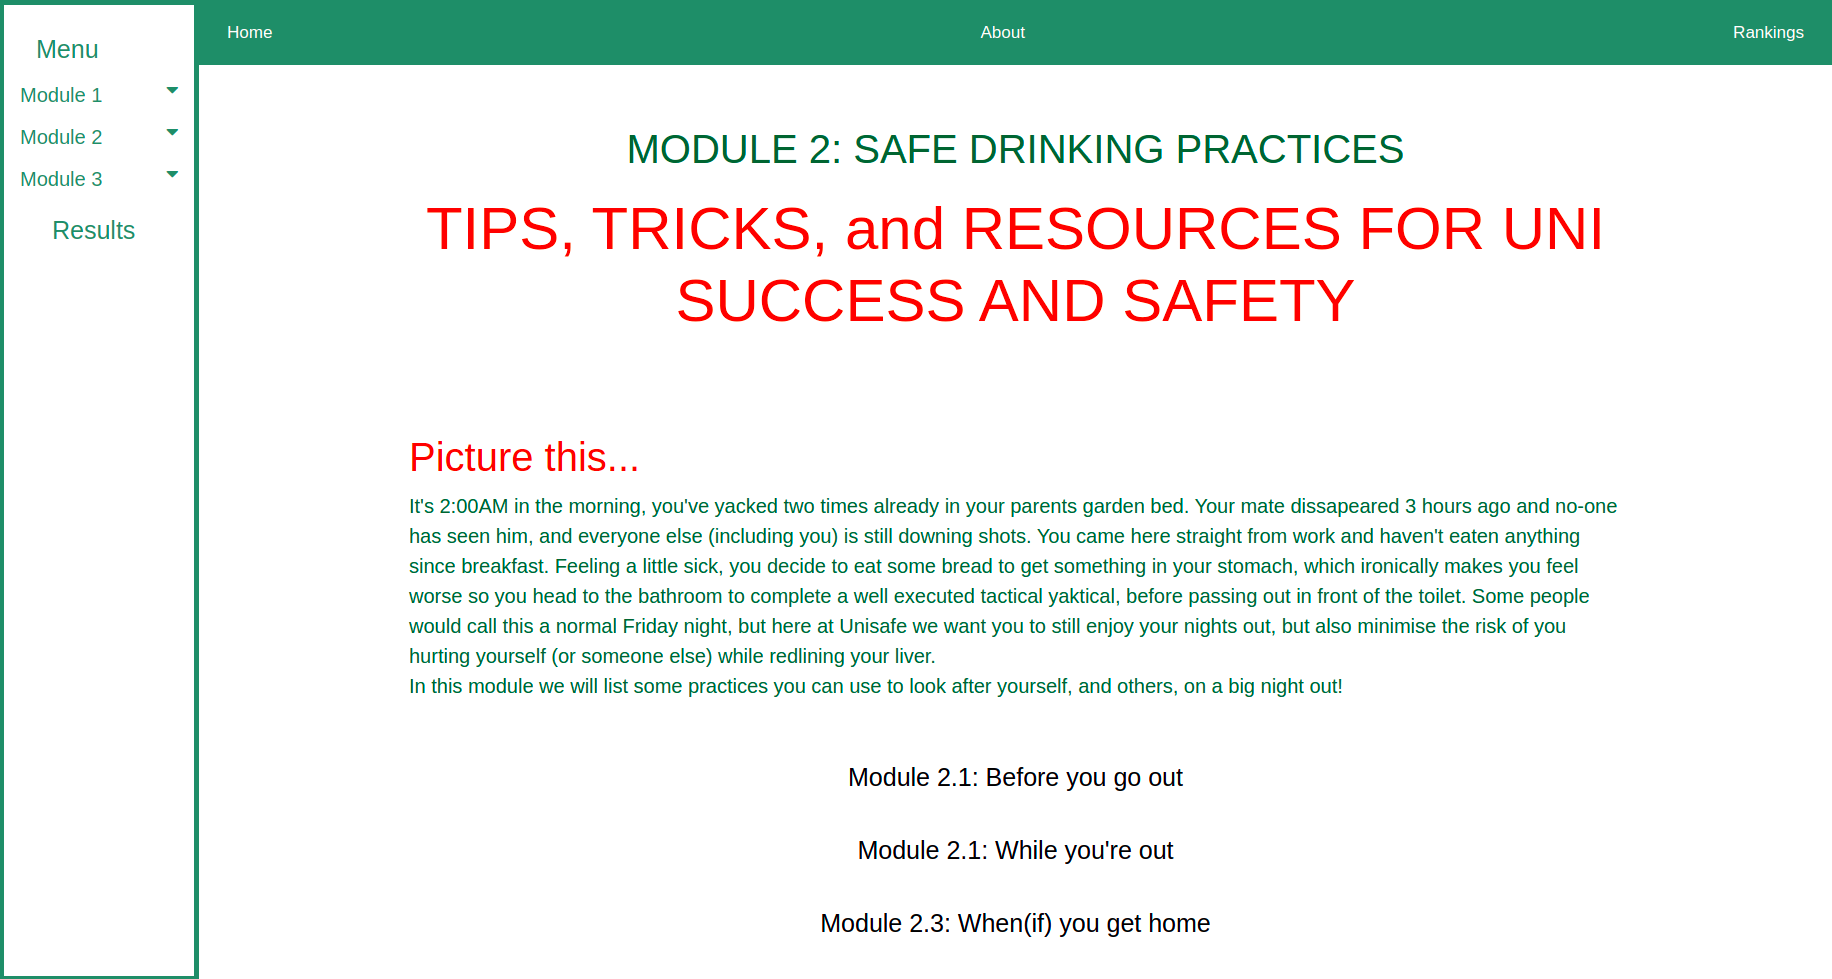 Menu
Module 1
Module 2
Module 3
Results
Home
About
Rankings
MODULE 2: SAFE DRINKING PRACTICES
TIPS, TRICKS, and RESOURCES FOR UNI
SUCCESS AND SAFETY
Picture this...
It's 2:00AM in the morning, you've yacked two times already in your parents garden bed. Your mate dissapeared 3 hours ago and no-one
has seen him, and everyone else (including you) is still downing shots. You came here straight from work and haven't eaten anything
since breakfast. Feeling a little sick, you decide to eat some bread to get something in your stomach, which ironically makes you feel
worse so you head to the bathroom to complete a well executed tactical yaktical, before passing out in front of the toilet. Some people
would call this a normal Friday night, but here at Unisafe we want you to still enjoy your nights out, but also minimise the risk of you
hurting yourself (or someone else) while redlining your liver.
In this module we will list some practices you can use to look after yourself, and others, on a big night out!
Module 2.1: Before you go out
Module 2.1: While you're out
Module 2.3: When(if) you get home